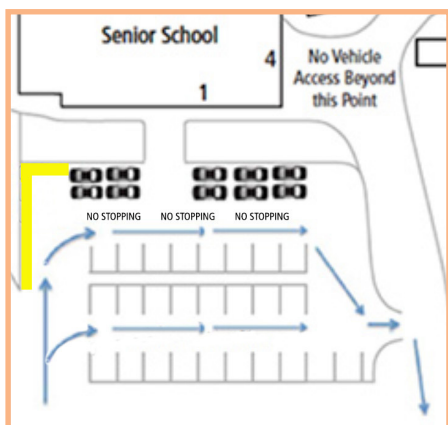 Senior School
4
1
No Vehicle
Access Beyond
this Point
NO STOPPING NO STOPPING NO STOPPING